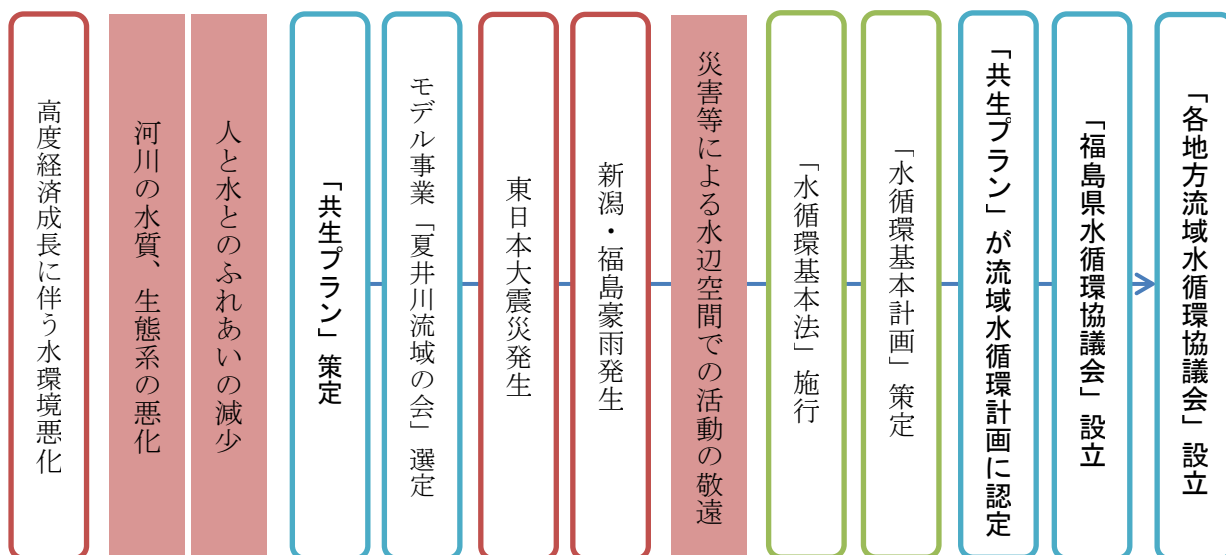 高度経済成長に伴う水環境悪化
河川の水質、生態系の悪化
人と水とのふれあいの減少
「共生プラン」策定
モデル事業「夏井川流域の会」選定
東日本大震災発生
新潟・福島豪雨発生
災害等による水辺空間での活動の敬遠
「水循環基本法」施行
「水循環基本計画」策定
「共生プラン」が流域水循環計画に認定
「福島県水循環協議会」設立
「各地方流域水循環協議会」設立